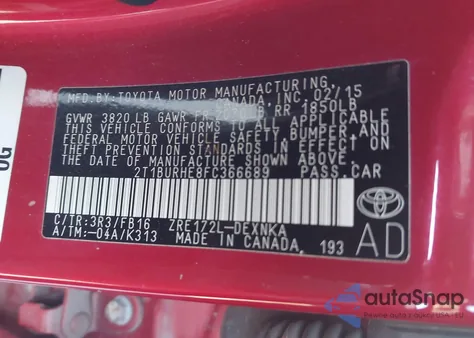 MFD.BY:TOYOTA MOTOR MANUFACTURING
CANADA, INC. 02/15
GVWR 3820 LB GAWR RR 1850LB
THIS VEHICLE CONFORMS TO ALL APPLICABLE
FEDERAL MOTOR VEHICLE SAFETY, BUMPER, AND
THEFT PREVENTION STANDARDS IN EFFECT ON
THE DATE OF MANUFACTURE SHOWN ABOVE.
2T1BURHE8FC366689 PASS.CAR
C/TR:3R3/FB16 ZRE172L-DEXNKA
A/TM:-04A/K313 MADE IN CANADA, 193
AD
TOYOTA
autoSnap